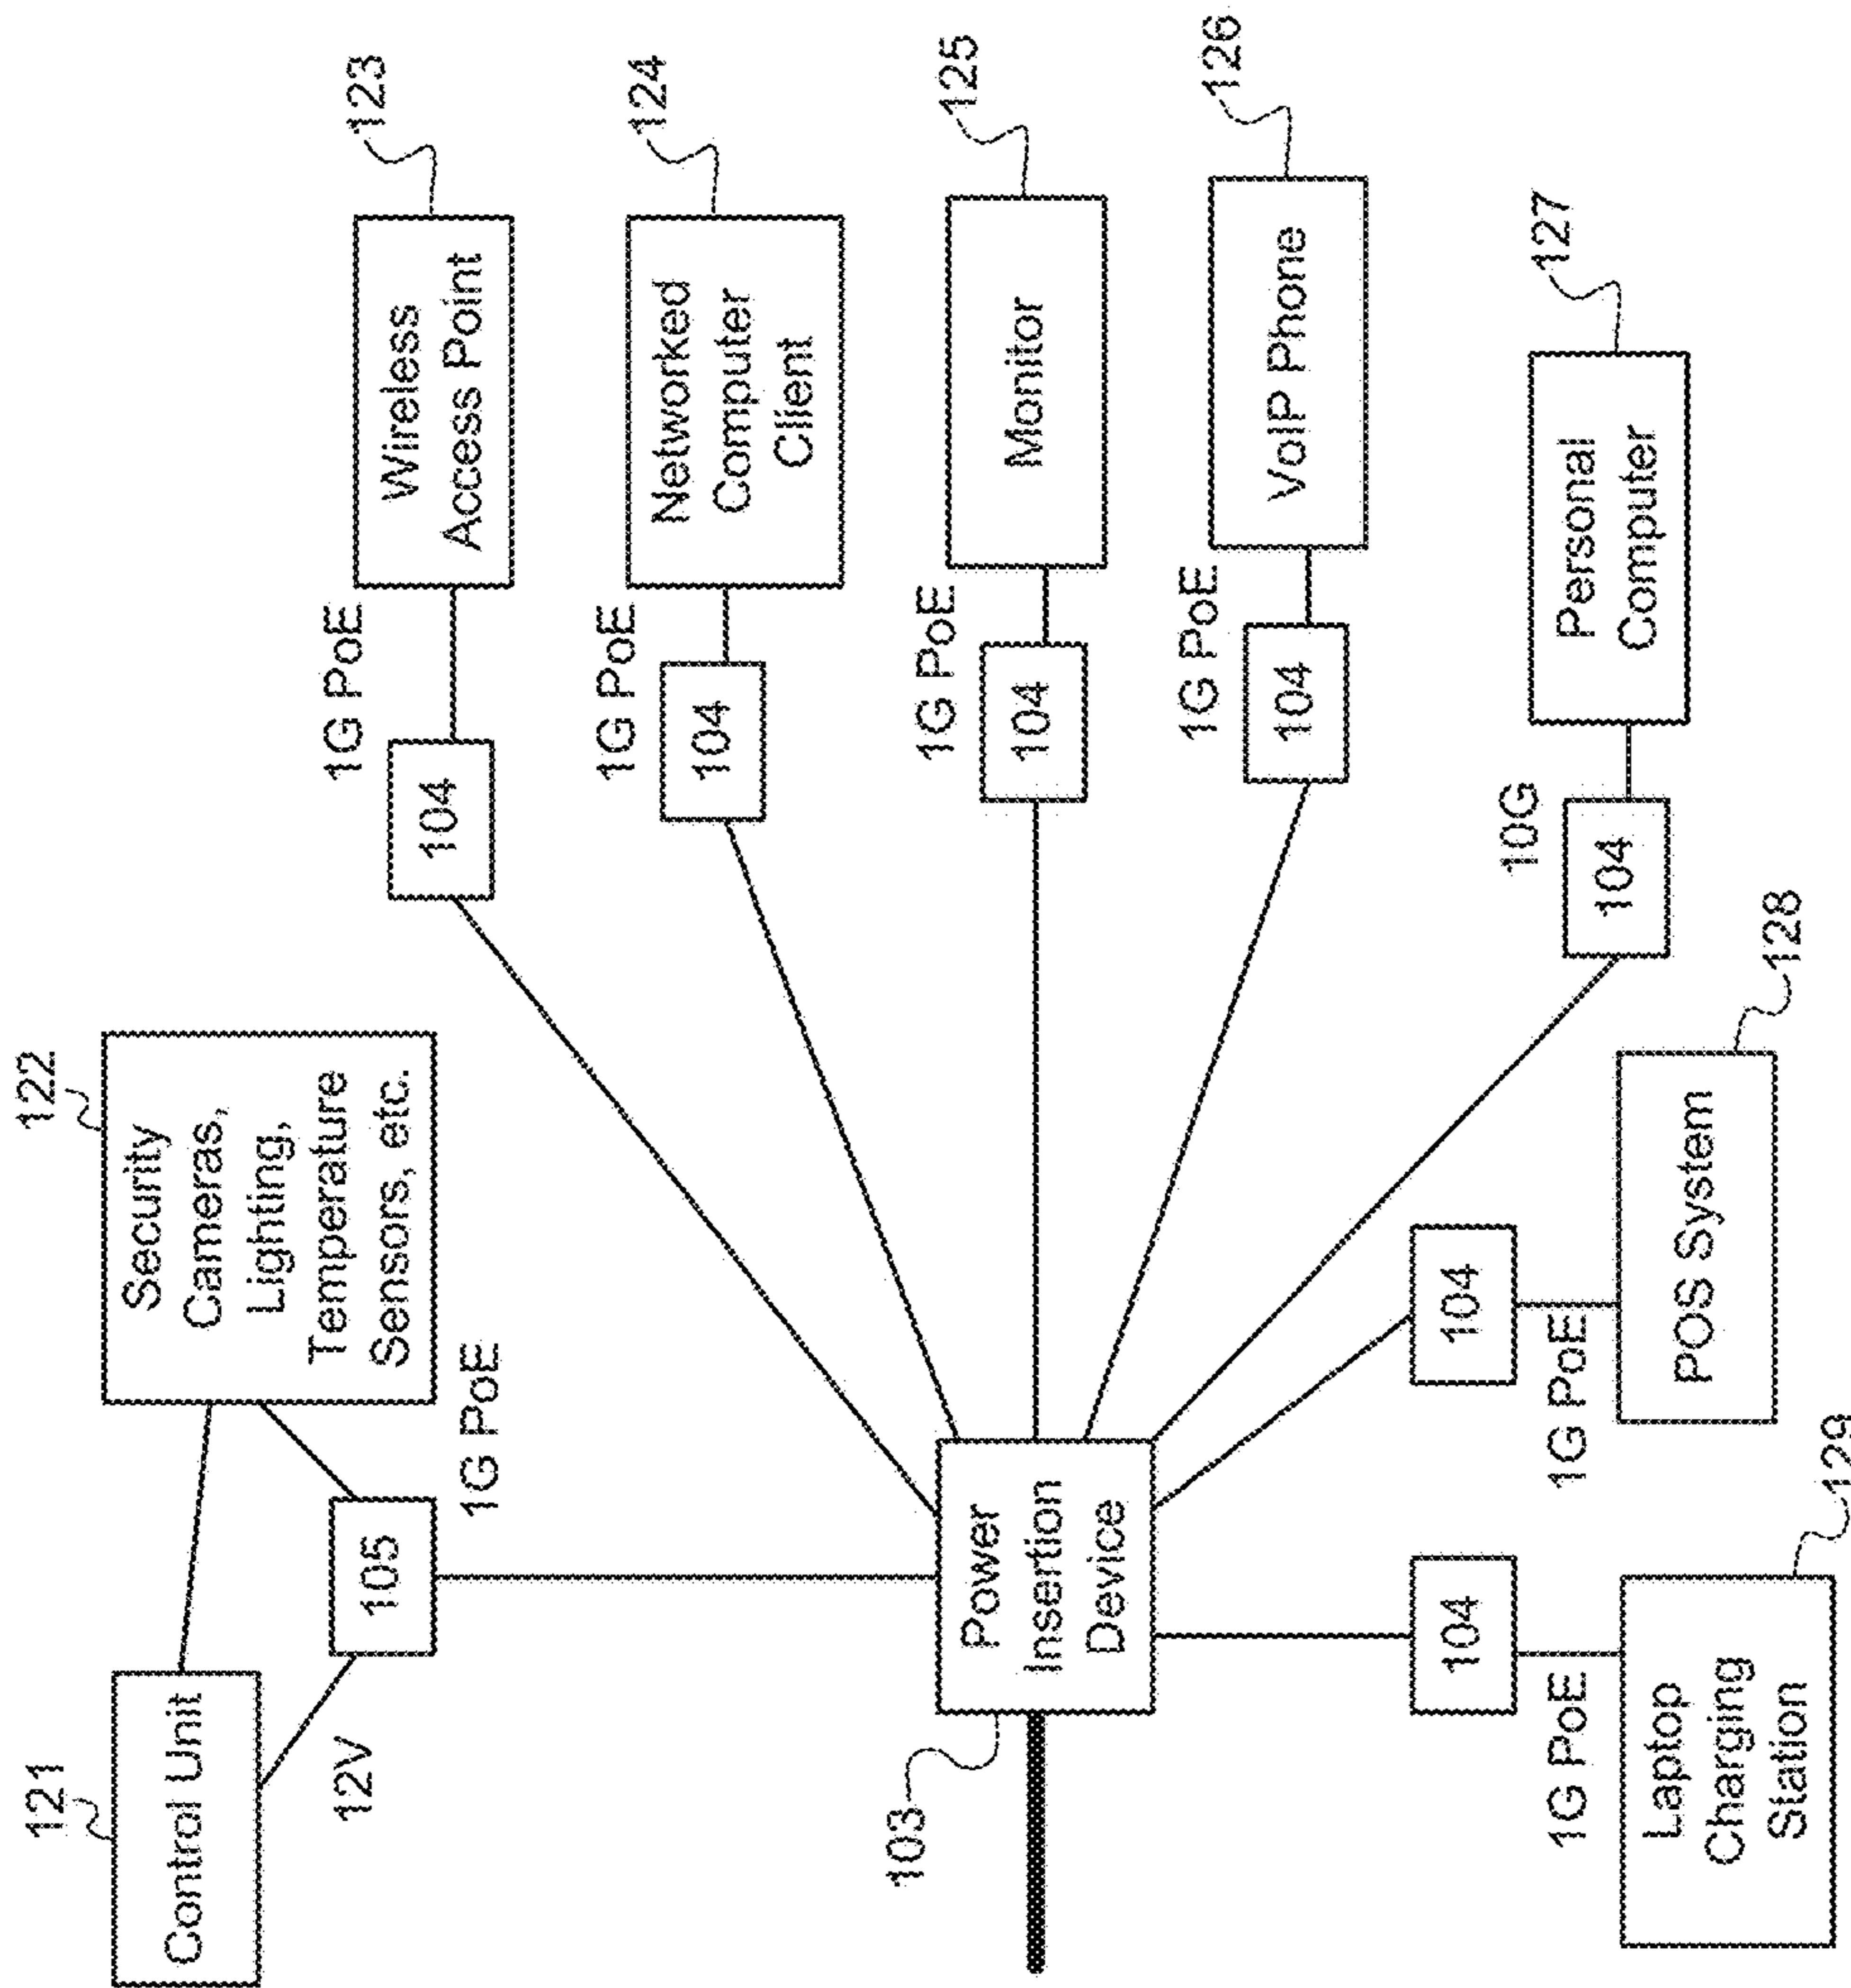 121
Control Unit
12V
105
122
Security
Cameras,
Lighting,
Temperature
Sensors, etc.
1G PoE
103
Power
Insertion
Device
104
1G PoE
Wireless
Access Point
123
104
1G PoE
Networked
Computer
Client
124
104
1G PoE
Monitor
125
104
1G PoE
VoIP Phone
126
104
10G
Personal
Computer
127
104
1G PoE
POS System
128
104
1G PoE
Laptop
Charging
Station
129